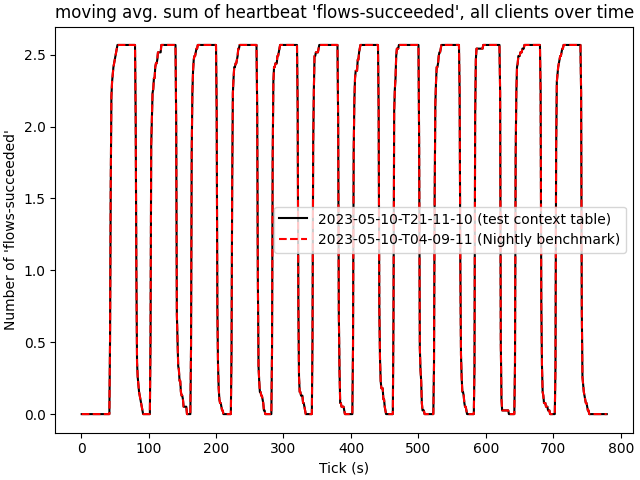 moving avg. sum of heartbeat 'flows-succeeded', all clients over time
2.5
2.0
1.5
1.0
0.5
0.0
Number of 'flows-succeeded'
2023-05-10-T21-11-10 (test context table)
2023-05-10-T04-09-11 (Nightly benchmark)
0 100 200 300 400 500 600 700 800
Tick (s)